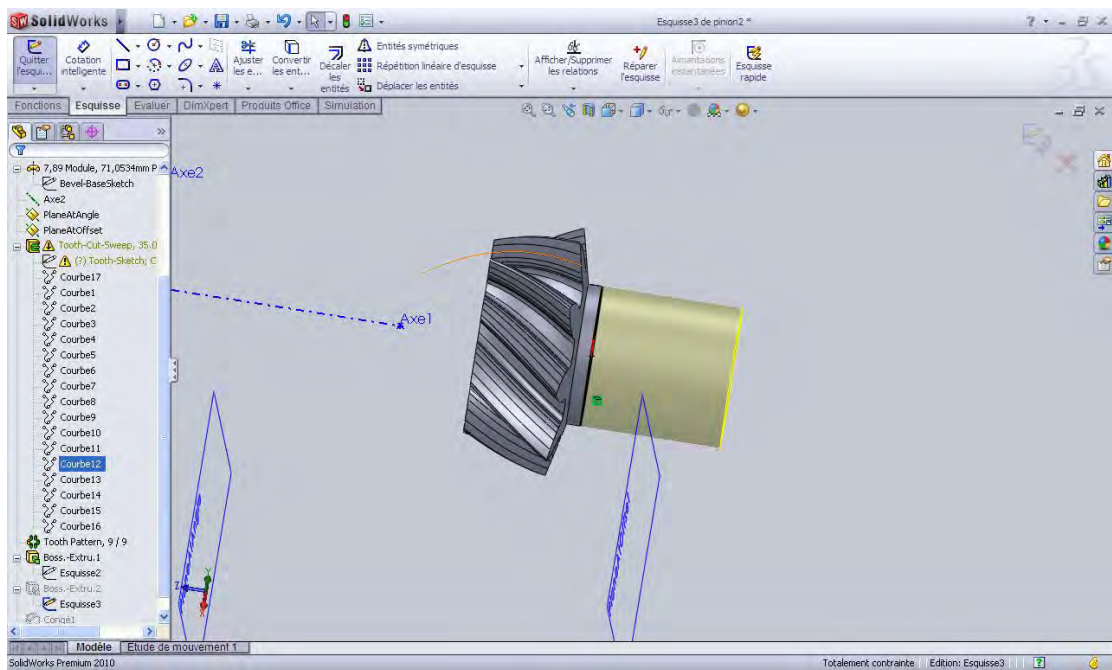 SolidWorks
Esquisse3 de pinion2 *
Quitter l'esqui...
Cotation intelligente
Ajuster les e...
Convertir les ent...
Décaler les entités
Entités symétriques
Répétition linéaire d'esquisse
Déplacer les entités
Afficher/Supprimer les relations
Réparer l'esquisse
Aimantations instantanées
Esquisse rapide
Fonctions Esquisse Evaluer DimXpert Produits Office Simulation
7,89 Module, 71,0534mm P
Bevel-BaseSketch
Axe2
PlaneAtAngle
PlaneAtOffset
Tooth-Cut-Sweep, 35.0
(?) Tooth-Sketch; C
Courbe17
Courbe1
Courbe2
Courbe3
Courbe4
Courbe5
Courbe6
Courbe7
Courbe8
Courbe9
Courbe10
Courbe11
Courbe12
Courbe13
Courbe14
Courbe15
Courbe16
Tooth Pattern, 9 / 9
Boss.-Extru.1
Esquisse2
Boss.-Extru.2
Esquisse3
Congé1
Axe2
Axe1
Z
Y
X
Modèle Etude de mouvement 1
SolidWorks Premium 2010
Totalement contrainte Edition: Esquisse3